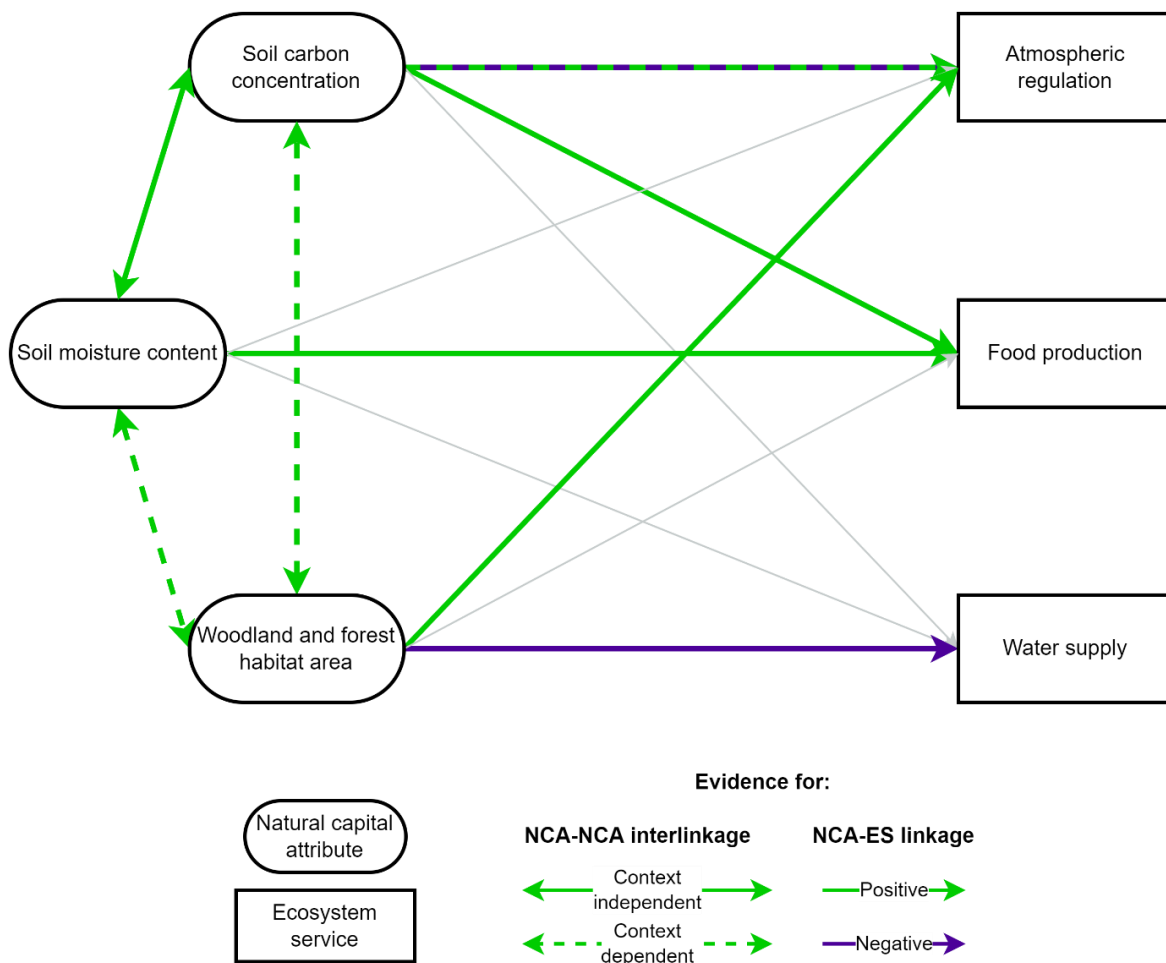 Soil carbon
concentration
Atmospheric
regulation
Soil moisture content
Food production
Woodland and forest
habitat area
Water supply
Evidence for:
Natural capital
attribute
NCA-NCA interlinkage
NCA-ES linkage
Context
independent
Positive
Ecosystem
service
Context
dependent
Negative